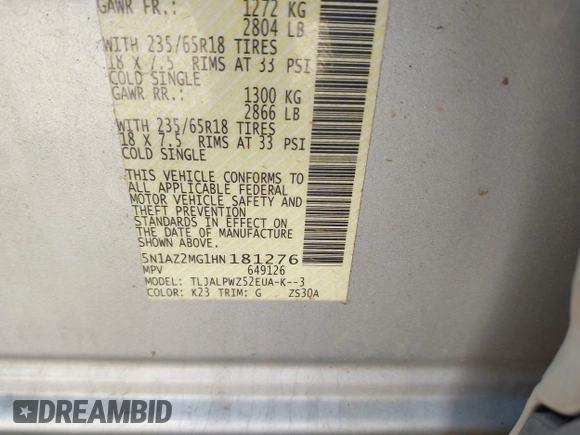 GAWR FR.: 1272 KG
2804 LB
WITH 235/65R18 TIRES
18 X 7.5 RIMS AT 33 PSI
COLD SINGLE
GAWR RR.: 1300 KG
2866 LB
WITH 235/65R18 TIRES
18 X 7.5 RIMS AT 33 PSI
COLD SINGLE
THIS VEHICLE CONFORMS TO
ALL APPLICABLE FEDERAL
MOTOR VEHICLE SAFETY AND
THEFT PREVENTION
STANDARDS IN EFFECT ON
THE DATE OF MANUFACTURE
SHOWN ABOVE.
5N1AZ2MG1HN181276
MPV 649126
MODEL: TLJALPWZ52EUA-K--3
COLOR: K23 TRIM: G ZS30A
DREAMBID